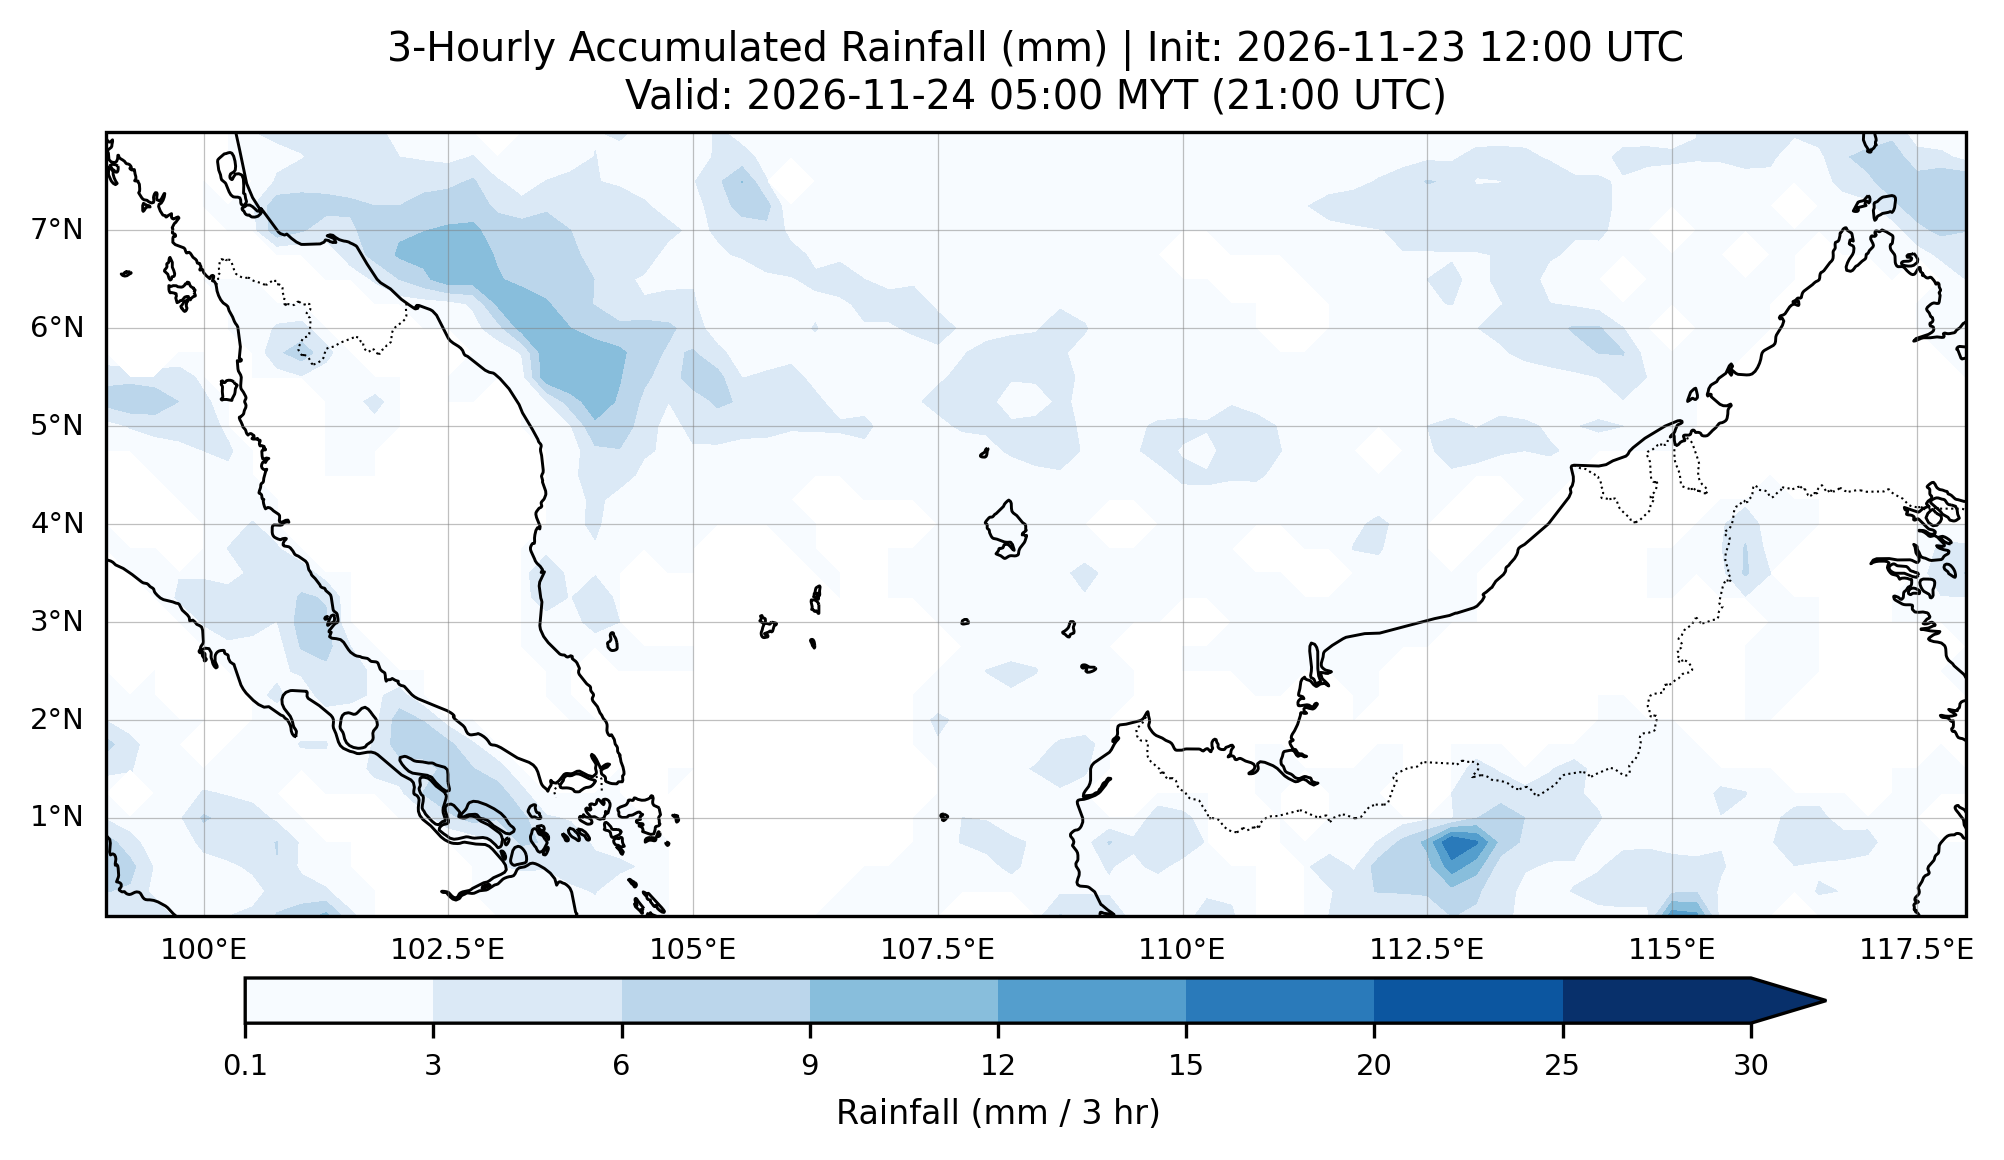 3-Hourly Accumulated Rainfall (mm) | Init: 2026-11-23 12:00 UTC
Valid: 2026-11-24 05:00 MYT (21:00 UTC)
7°N
6°N
5°N
4°N
3°N
2°N
1°N
100°E 102.5°E 105°E 107.5°E 110°E 112.5°E 115°E 117.5°E
0.1 3 6 9 12 15 20 25 30
Rainfall (mm / 3 hr)